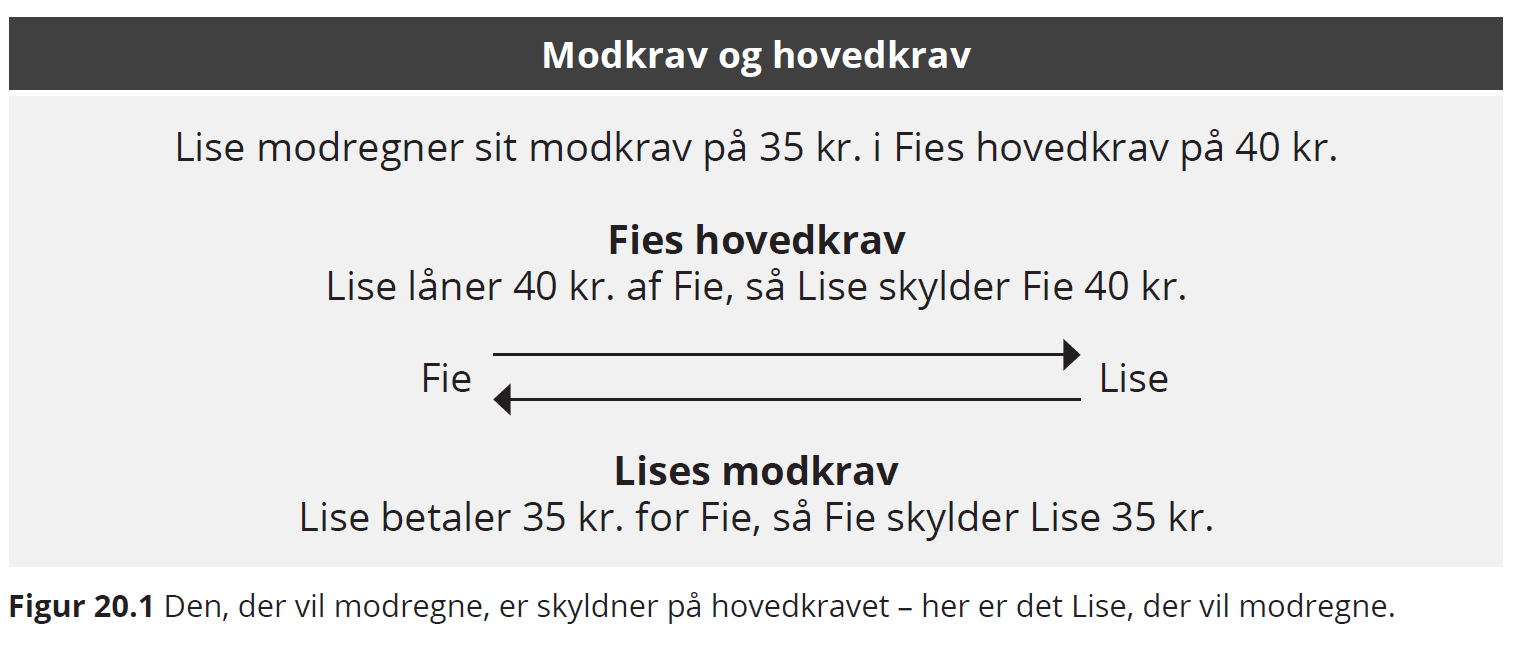 Modkrav og hovedkrav
Lise modregner sit modkrav på 35 kr. i Fies hovedkrav på 40 kr.
Fies hovedkrav
Lise låner 40 kr. af Fie, så Lise skylder Fie 40 kr.
Fie
Lise
Lises modkrav
Lise betaler 35 kr. for Fie, så Fie skylder Lise 35 kr.
Figur 20.1 Den, der vil modregne, er skyldner på hovedkravet – her er det Lise, der vil modregne.